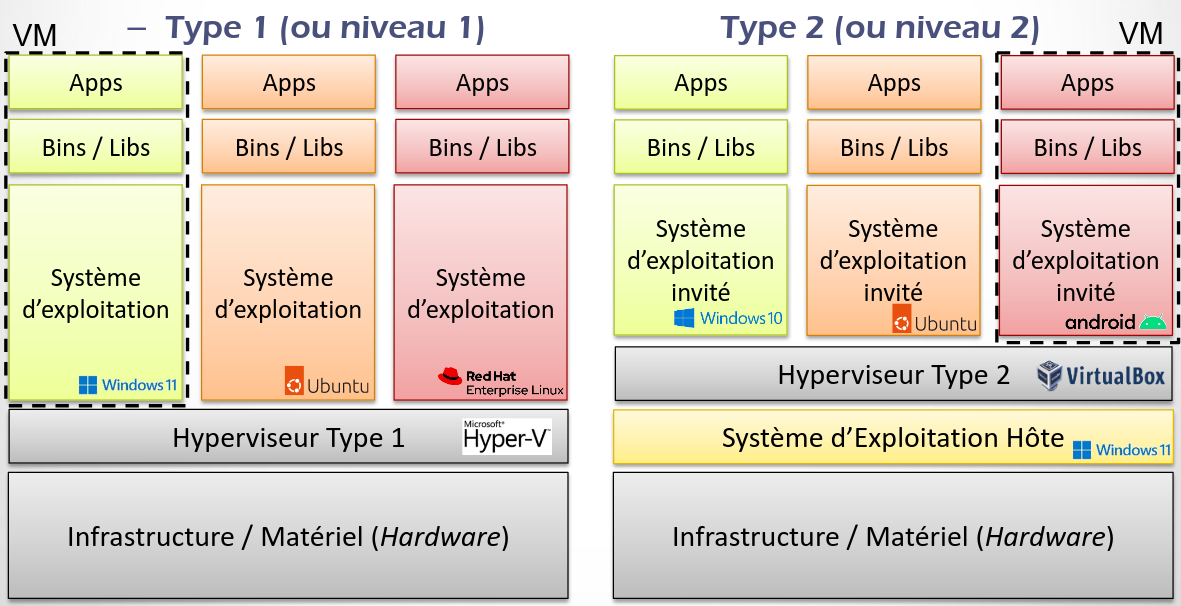 VM
– Type 1 (ou niveau 1)
Apps
Apps
Apps
Bins / Libs
Bins / Libs
Bins / Libs
Système
d’exploitation
Windows 11
Système
d’exploitation
Ubuntu
Système
d’exploitation
RedHat
Enterprise Linux
Hyperviseur Type 1
Microsoft®
Hyper-V™
Infrastructure / Matériel (Hardware)
Type 2 (ou niveau 2)
VM
Apps
Apps
Apps
Bins / Libs
Bins / Libs
Bins / Libs
Système
d’exploitation
invité
Windows 10
Système
d’exploitation
invité
Ubuntu
Système
d’exploitation
invité
android
Hyperviseur Type 2
VirtualBox
Système d’Exploitation Hôte
Windows 11
Infrastructure / Matériel (Hardware)